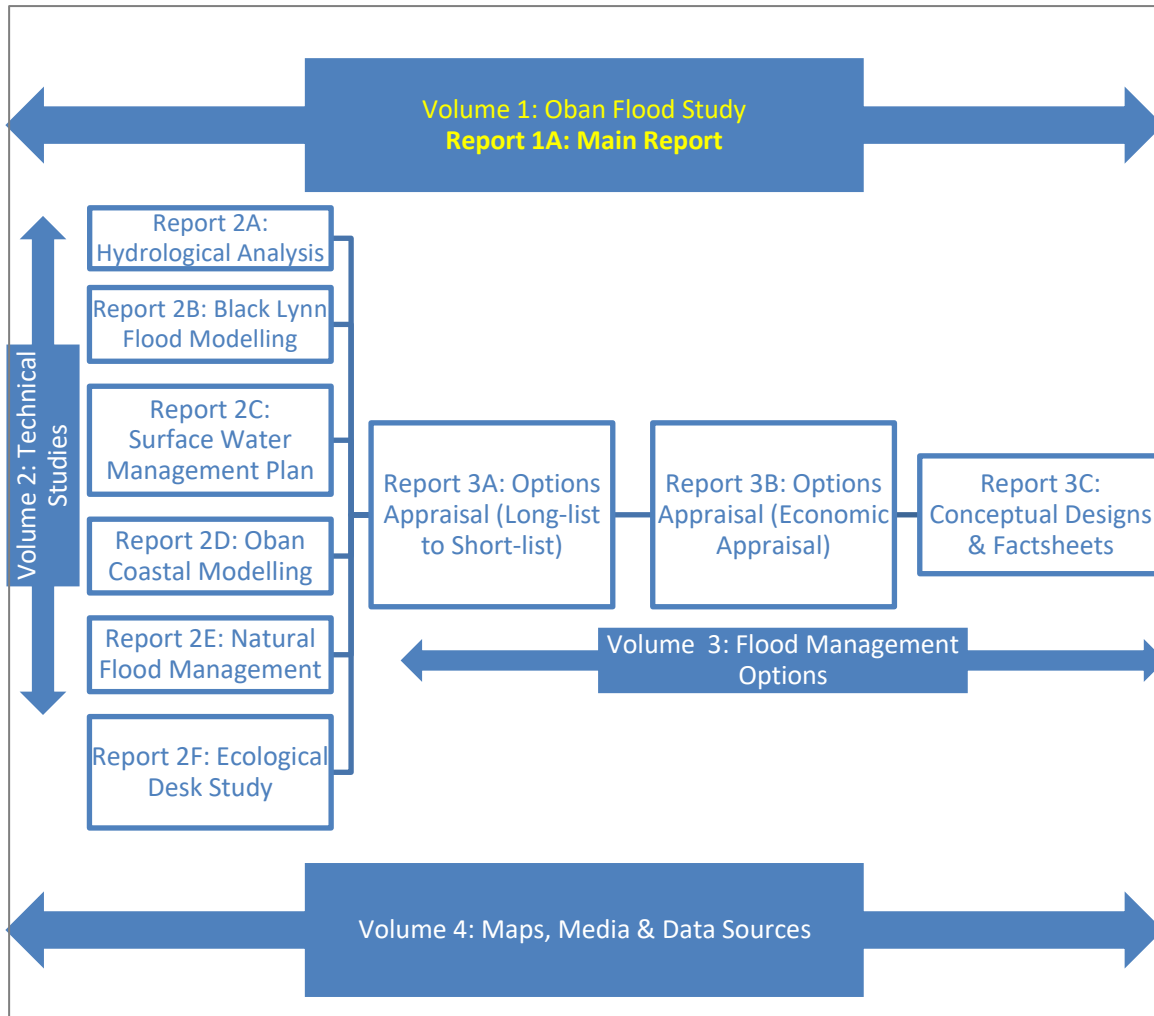 Volume 1: Oban Flood Study
Report 1A: Main Report
Volume 2: Technical
Studies
Report 2A:
Hydrological Analysis
Report 2B: Black Lynn
Flood Modelling
Report 2C:
Surface Water
Management Plan
Report 2D: Oban
Coastal Modelling
Report 2E: Natural
Flood Management
Report 2F: Ecological
Desk Study
Report 3A: Options
Appraisal (Long-list
to Short-list)
Report 3B: Options
Appraisal (Economic
Appraisal)
Report 3C:
Conceptual Designs
& Factsheets
Volume 3: Flood Management
Options
Volume 4: Maps, Media & Data Sources